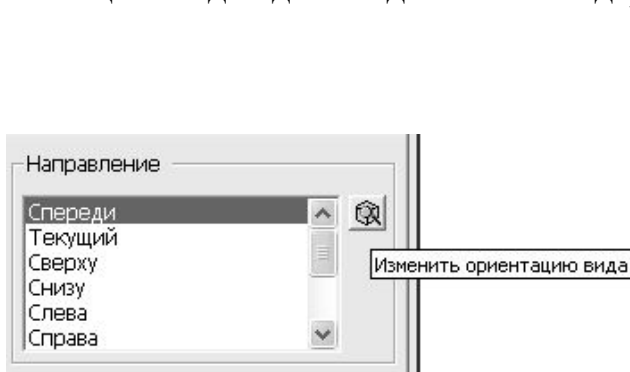 Направление
Спереди
Текущий
Сверху
Изменить ориентацию вида
Снизу
Слева
Справа